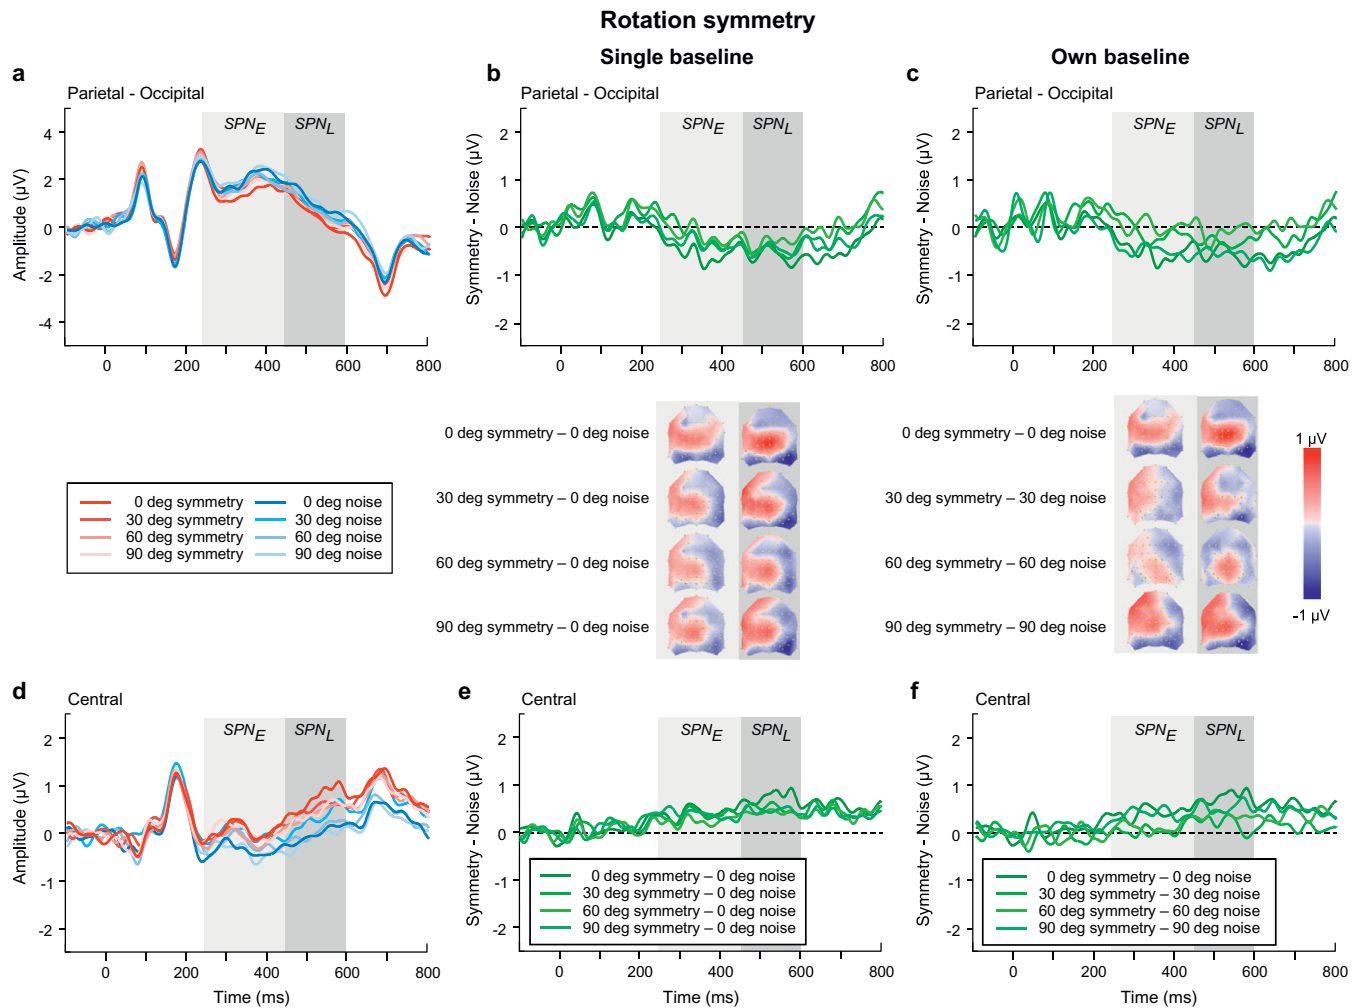 Rotation symmetry
Single baseline
Own baseline
a
Parietal - Occipital
SPNE
SPNL
Amplitude (µV)
4
2
0
-2
-4
0
200
400
600
800
b
Parietal - Occipital
SPNE
SPNL
Symmetry - Noise (µV)
2
1
0
-1
-2
0
200
400
600
800
c
Parietal - Occipital
SPNE
SPNL
Symmetry - Noise (µV)
2
1
0
-1
-2
0
200
400
600
800
0 deg symmetry 0 deg noise
30 deg symmetry 30 deg noise
60 deg symmetry 60 deg noise
90 deg symmetry 90 deg noise
0 deg symmetry – 0 deg noise
30 deg symmetry – 0 deg noise
60 deg symmetry – 0 deg noise
90 deg symmetry – 0 deg noise
0 deg symmetry – 0 deg noise
30 deg symmetry – 30 deg noise
60 deg symmetry – 60 deg noise
90 deg symmetry – 90 deg noise
1 µV
-1 µV
d
Central
SPNE
SPNL
Amplitude (µV)
2
1
0
-1
-2
0
200
400
600
800
Time (ms)
e
Central
SPNE
SPNL
Symmetry - Noise (µV)
2
1
0
-1
-2
0 deg symmetry – 0 deg noise
30 deg symmetry – 0 deg noise
60 deg symmetry – 0 deg noise
90 deg symmetry – 0 deg noise
0
200
400
600
800
Time (ms)
f
Central
SPNE
SPNL
Symmetry - Noise (µV)
2
1
0
-1
-2
0 deg symmetry – 0 deg noise
30 deg symmetry – 30 deg noise
60 deg symmetry – 60 deg noise
90 deg symmetry – 90 deg noise
0
200
400
600
800
Time (ms)